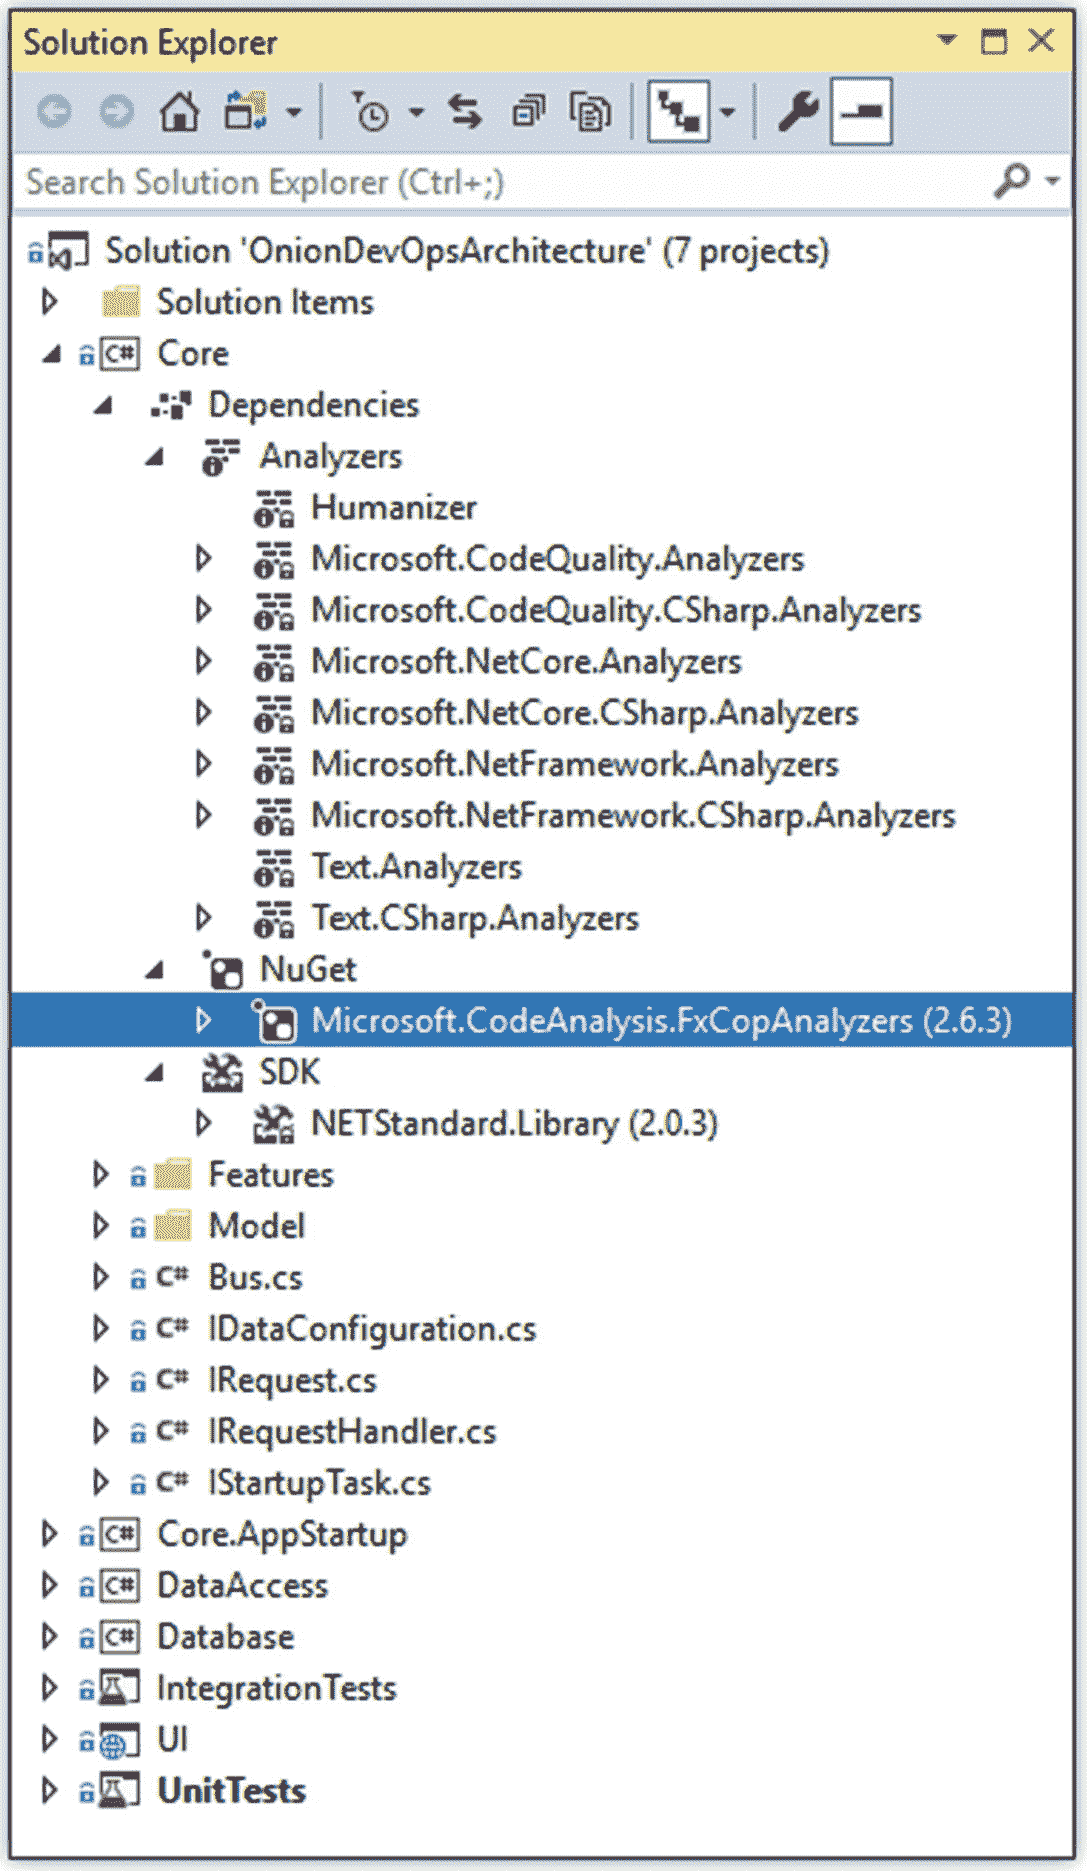 Solution Explorer
Search Solution Explorer (Ctrl+;)
Solution 'OnionDevOpsArchitecture' (7 projects)
Solution Items
C# Core
Dependencies
Analyzers
Humanizer
Microsoft.CodeQuality.Analyzers
Microsoft.CodeQuality.CSharp.Analyzers
Microsoft.NetCore.Analyzers
Microsoft.NetCore.CSharp.Analyzers
Microsoft.NetFramework.Analyzers
Microsoft.NetFramework.CSharp.Analyzers
Text.Analyzers
Text.CSharp.Analyzers
NuGet
Microsoft.CodeAnalysis.FxCopAnalyzers (2.6.3)
SDK
NETStandard.Library (2.0.3)
Features
Model
C# Bus.cs
C# IDataConfiguration.cs
C# IRequest.cs
C# IRequestHandler.cs
C# IStartupTask.cs
C# Core.AppStartup
C# DataAccess
C# Database
IntegrationTests
UI
UnitTests